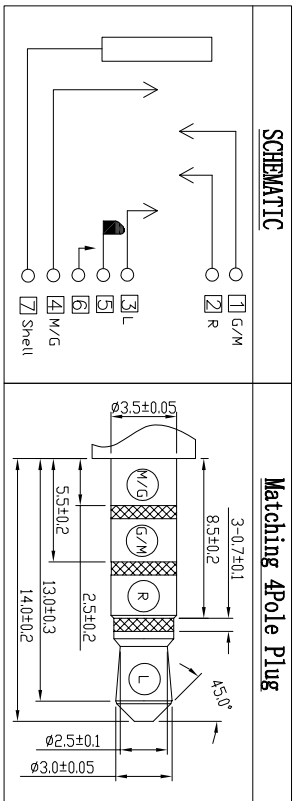 SCHEMATIC
1 G/M
2 R
3 L
5
6
4 M/G
7 Shell
Matching 4Pole Plug
3-0.7±0.1
8.5±0.2
ø3.5±0.05
M/G
G/M
R
L
45.0°
2.5±0.2
5.5±0.2
13.0±0.3
14.0±0.2
ø2.5±0.1
ø3.0±0.05